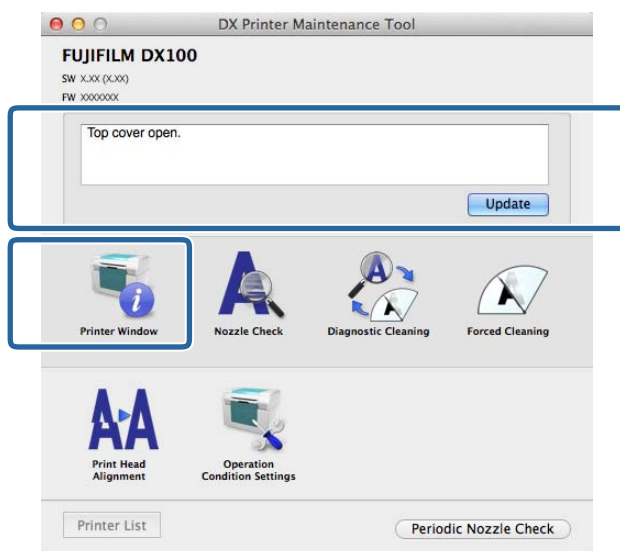 DX Printer Maintenance Tool
FUJIFILM DX100
SW X.XX (X.XX)
FW XXXXXXX
Top cover open.
Update
Printer Window
Nozzle Check
Diagnostic Cleaning
Forced Cleaning
Print Head
Alignment
Operation
Condition Settings
Printer List
Periodic Nozzle Check